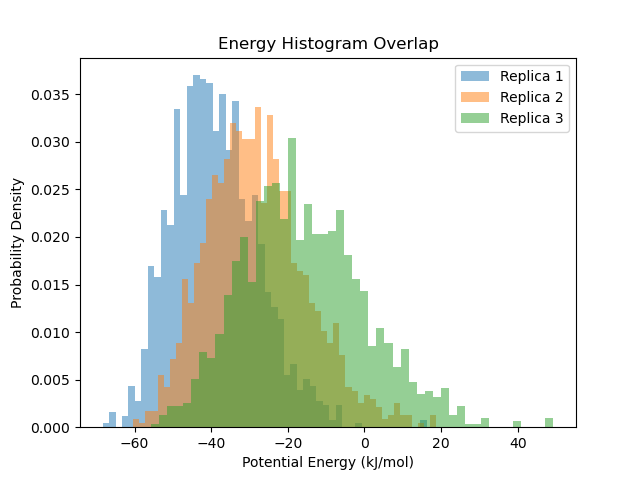 Energy Histogram Overlap
Replica 1
Replica 2
Replica 3
Probability Density
0.035
0.030
0.025
0.020
0.015
0.010
0.005
0.000
−60
−40
−20
0
20
40
Potential Energy (kJ/mol)